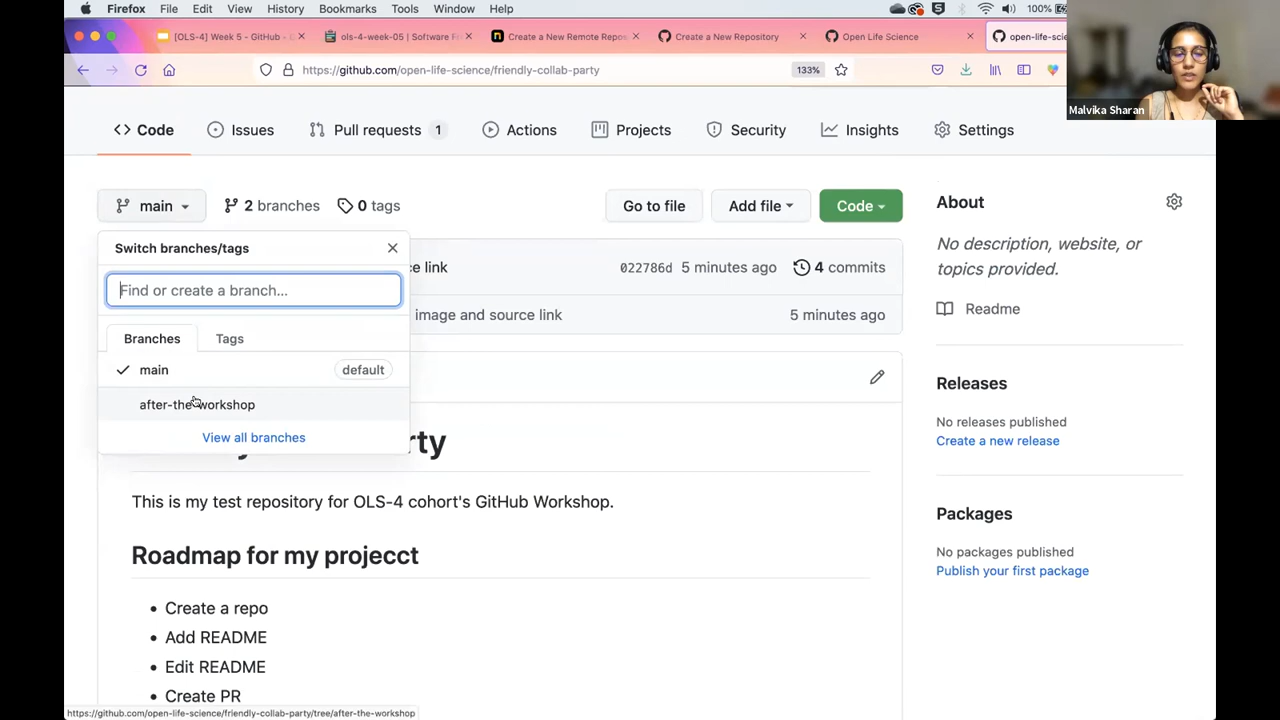 Firefox File Edit View History Bookmarks Tools Window Help 100%
[OLS-4] Week 5 - GitHub -
ols-4-week-05 | Software Fr
Create a New Remote Repos
Create a New Repository
Open Life Science
open-life-scie
https://github.com/open-life-science/friendly-collab-party
133%
Malvika Sharan
Code
Issues
Pull requests 1
Actions
Projects
Security
Insights
Settings
main
2 branches
0 tags
Go to file
Add file
Code
Switch branches/tags
Find or create a branch...
Branches
Tags
main
default
after-the-workshop
View all branches
ce link
022786d 5 minutes ago
4 commits
image and source link
5 minutes ago
rty
This is my test repository for OLS-4 cohort's GitHub Workshop.
Roadmap for my projecct
• Create a repo
• Add README
• Edit README
• Create PR
About
No description, website, or
topics provided.
Readme
Releases
No releases published
Create a new release
Packages
No packages published
Publish your first package
https://github.com/open-life-science/friendly-collab-party/tree/after-the-workshop